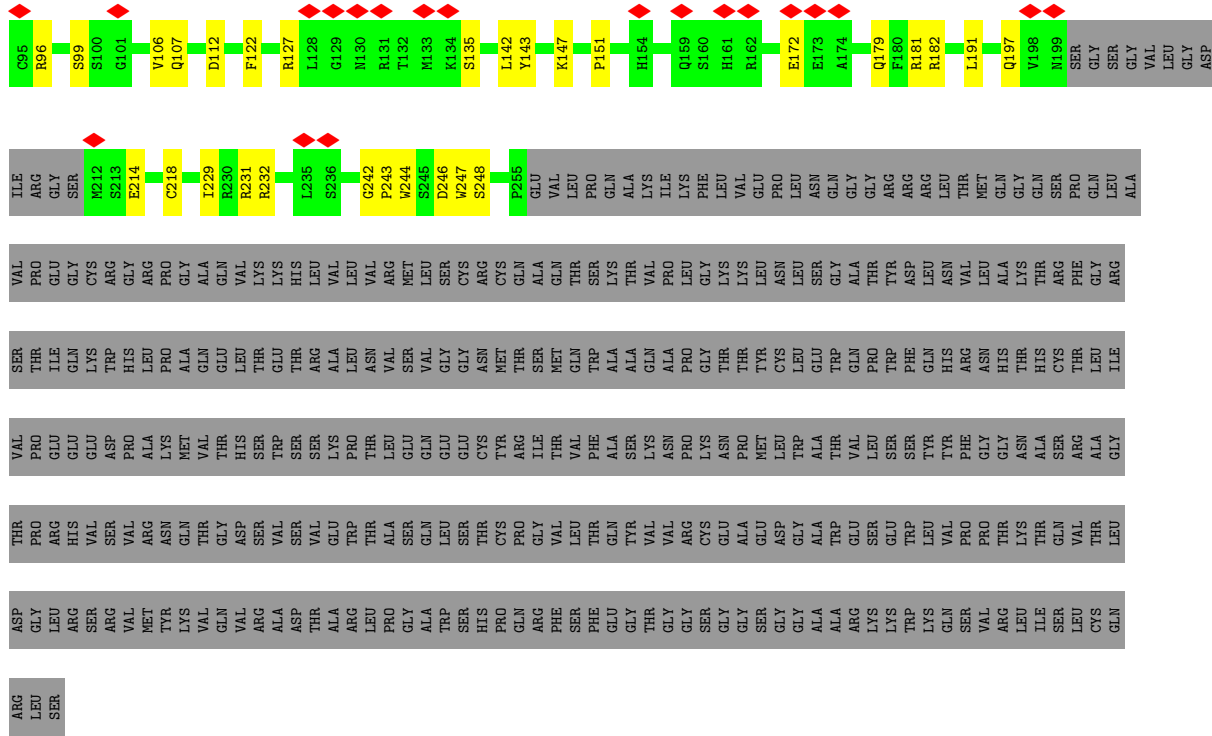 C95 R96 S99 S100 G101 V106 Q107 D112 F122 R127 L128 G129 N130 R131 T132 M133 K134 S135 L142 Y143 K147 P151 H154 Q159 S160 H161 R162 E172 E173 A174 Q179 F180 R181 R182 L191 Q197 V198 N199 SER GLY SER GLY VAL LEU GLY ASP
ILE ARG GLY SER M212 S213 E214 C218 I229 R230 R231 R232 L235 S236 G242 P243 W244 S245 D246 W247 S248 P255 GLU VAL LEU PRO GLN ALA LYS ILE LYS PHE LEU VAL GLU PRO LEU ASN GLN GLY GLY ARG ARG ARG LEU THR MET GLN GLY GLN SER PRO GLN LEU ALA
VAL PRO GLU GLY CYS ARG GLY ARG PRO GLY ALA GLN VAL LYS LYS HIS LEU VAL LEU VAL ARG MET LEU SER CYS ARG CYS GLN ALA GLN THR SER LYS THR VAL PRO LEU GLY LYS LYS LEU ASN LEU SER GLY ALA THR TYR ASP LEU ASN VAL LEU ALA LYS THR ARG PHE GLY ARG
SER THR ILE GLN LYS TRP HIS LEU PRO ALA GLN GLU LEU THR GLU THR ARG ALA LEU ASN VAL SER VAL GLY GLY ASN MET THR SER MET GLN TRP ALA ALA GLN ALA PRO GLY THR THR TYR CYS LEU GLU TRP GLN PRO TRP PHE GLN HIS ARG ASN HIS THR HIS CYS THR LEU ILE
VAL PRO GLU GLU GLU ASP PRO ALA LYS MET VAL THR HIS SER TRP SER SER LYS PRO THR LEU GLU GLN GLU GLU CYS TYR ARG ILE THR VAL PHE ALA SER LYS ASN PRO LYS ASN PRO MET LEU TRP ALA THR VAL LEU SER SER TYR TYR PHE GLY GLY ASN ALA SER ARG ALA GLY
THR PRO ARG HIS VAL SER VAL ARG ASN GLN THR GLY ASP SER VAL SER VAL GLU TRP THR ALA SER GLN LEU SER THR CYS PRO GLY VAL LEU THR GLN TYR VAL VAL ARG CYS GLU ALA GLU ASP GLY ALA TRP GLU SER GLU TRP LEU VAL PRO PRO THR LYS THR GLN VAL THR LEU
ASP GLY LEU ARG SER ARG VAL MET TYR LYS VAL GLN VAL ARG ALA ASP THR ALA ARG LEU PRO GLY ALA TRP SER HIS PRO GLN ARG PHE SER PHE GLU GLY THR GLY GLY SER GLY GLY SER GLY GLY ALA ALA ARG LYS LYS TRP LYS GLN SER VAL ARG LEU ILE SER LEU CYS GLN
ARG LEU SER